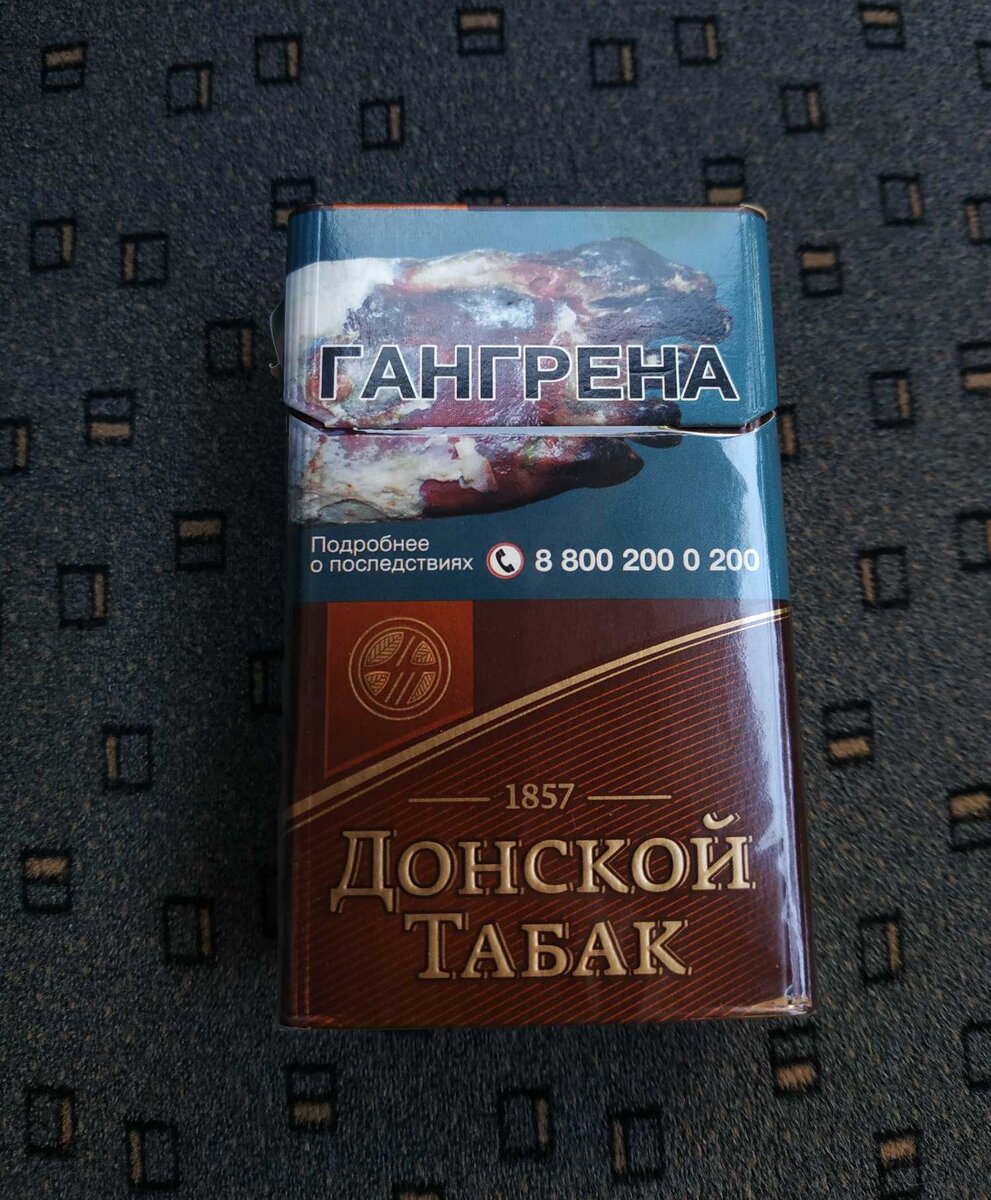 ГАНГРЕНА
Подробнее
о последствиях 8 800 200 0 200
1857
ДОНСКОЙ
ТАБАК